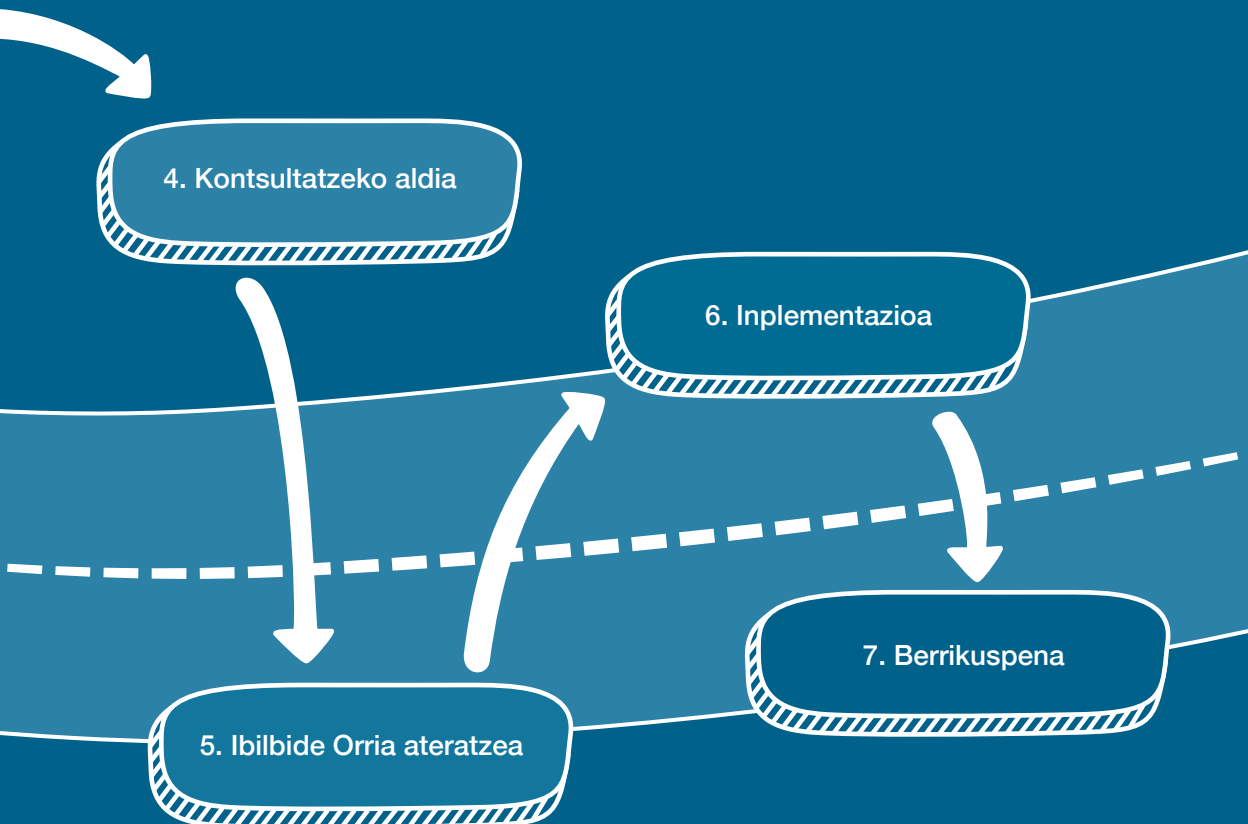 4. Kontsultatzeko aldia
5. Ibilbide Orria ateratzea
6. Inplementazioa
7. Berrikuspena